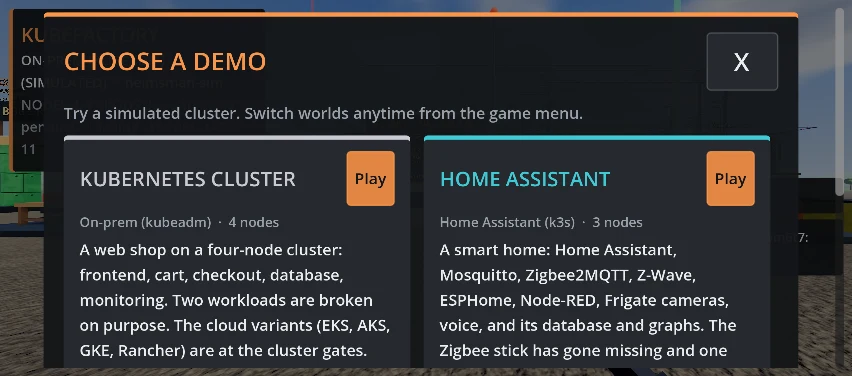 CHOOSE A DEMO
X
Try a simulated cluster. Switch worlds anytime from the game menu.
KUBERNETES CLUSTER
Play
On-prem (kubeadm) · 4 nodes
A web shop on a four-node cluster:
frontend, cart, checkout, database,
monitoring. Two workloads are broken
on purpose. The cloud variants (EKS, AKS,
GKE, Rancher) are at the cluster gates.
HOME ASSISTANT
Play
Home Assistant (k3s) · 3 nodes
A smart home: Home Assistant,
Mosquitto, Zigbee2MQTT, Z-Wave,
ESPHome, Node-RED, Frigate cameras,
voice, and its database and graphs. The
Zigbee stick has gone missing and one
11